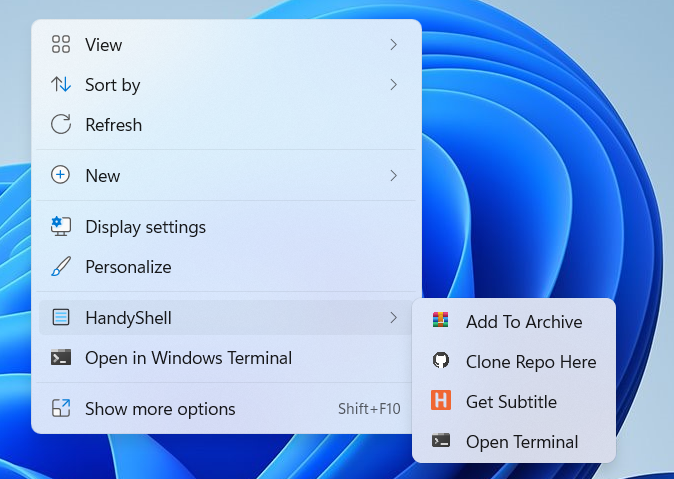 View
Sort by
Refresh
New
Display settings
Personalize
HandyShell
Open in Windows Terminal
Show more options Shift+F10
Add To Archive
Clone Repo Here
H Get Subtitle
Open Terminal